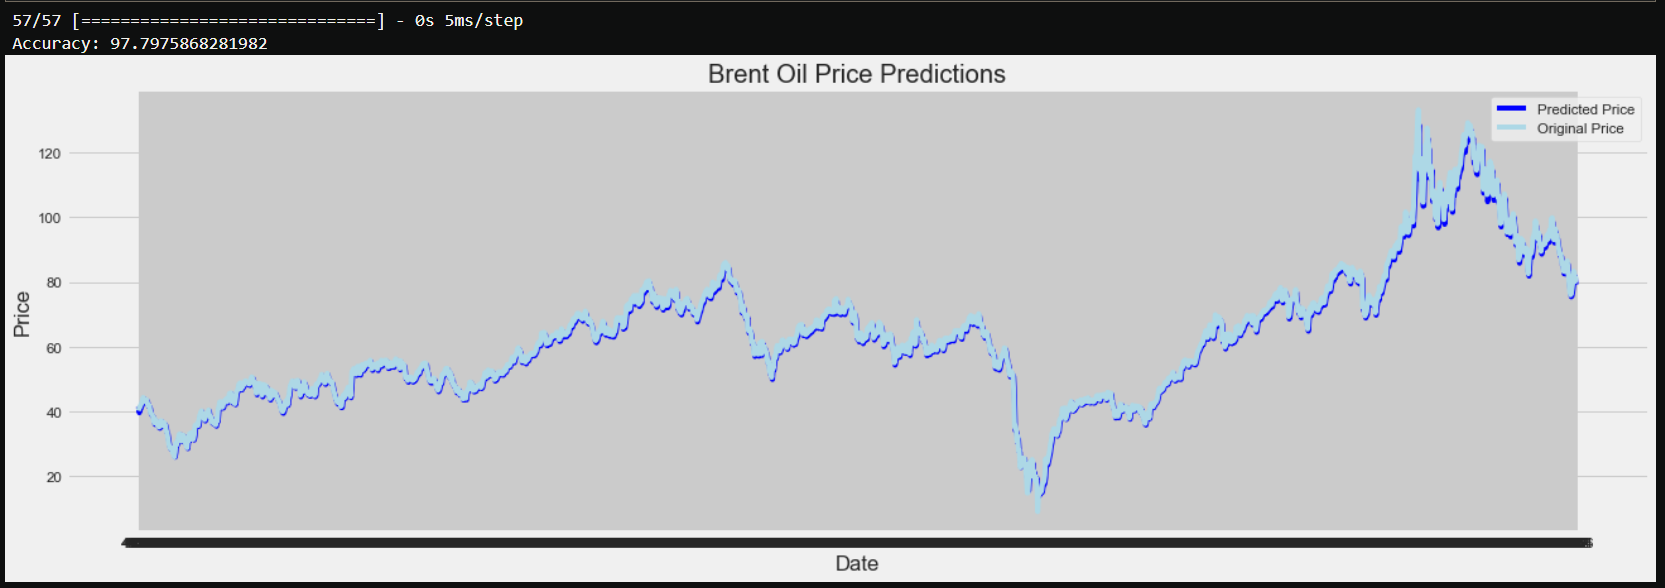 57/57 [==============================] - 0s 5ms/step
Accuracy: 97.7975868281982
Brent Oil Price Predictions
Predicted Price
Original Price
120
100
80
60
40
20
Price
Date